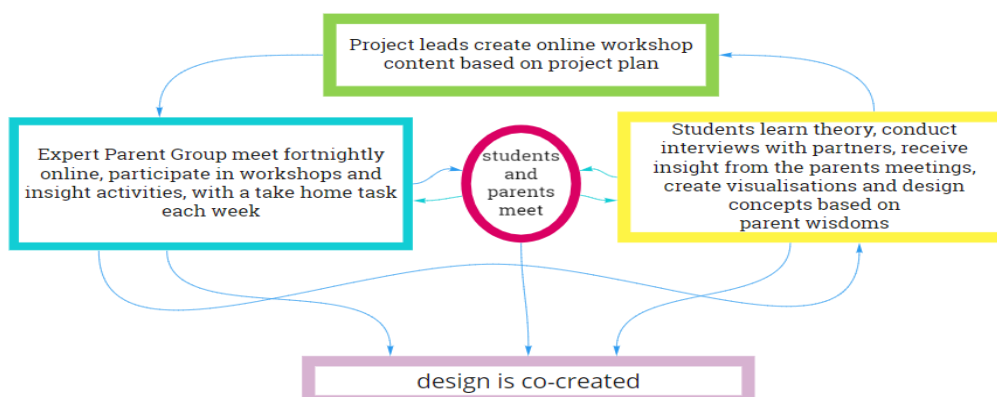 Project leads create online workshop
content based on project plan
Expert Parent Group meet fortnightly
online, participate in workshops and
insight activities, with a take home task
each week
students
and
parents
meet
Students learn theory, conduct
interviews with partners, receive
insight from the parents meetings,
create visualisations and design
concepts based on
parent wisdoms
design is co-created